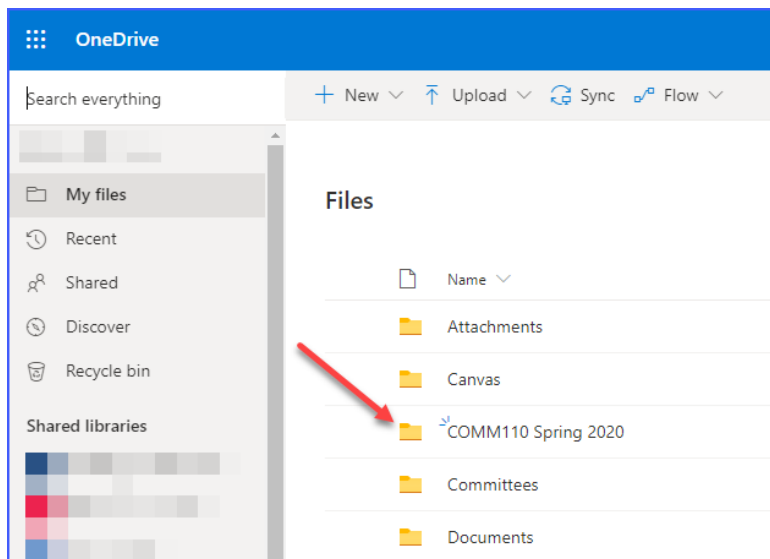 OneDrive
Search everything
New Upload Sync Flow
My files
Recent
Shared
Discover
Recycle bin
Shared libraries
Files
Name
Attachments
Canvas
COMM110 Spring 2020
Committees
Documents